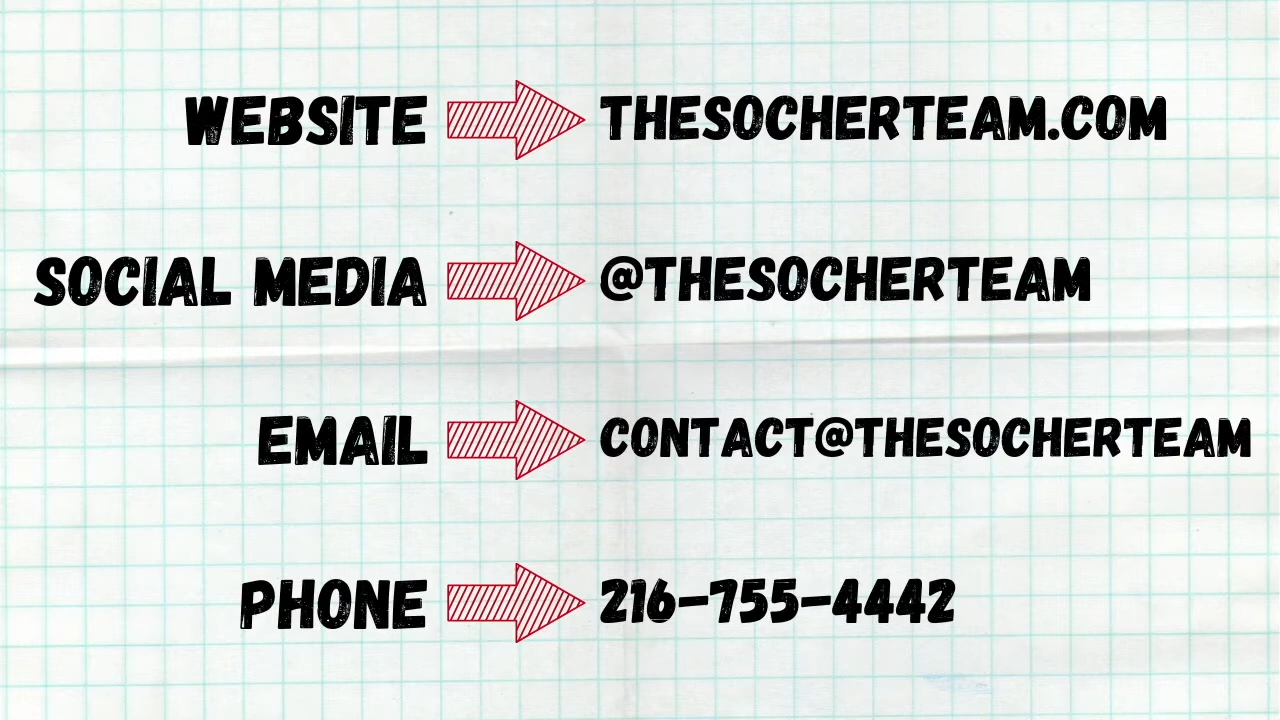 WEBSITE THESOCHERTEAM.COM
SOCIAL MEDIA @THESOCHERTEAM
EMAIL CONTACT@THESOCHERTEAM
PHONE 216-755-4442